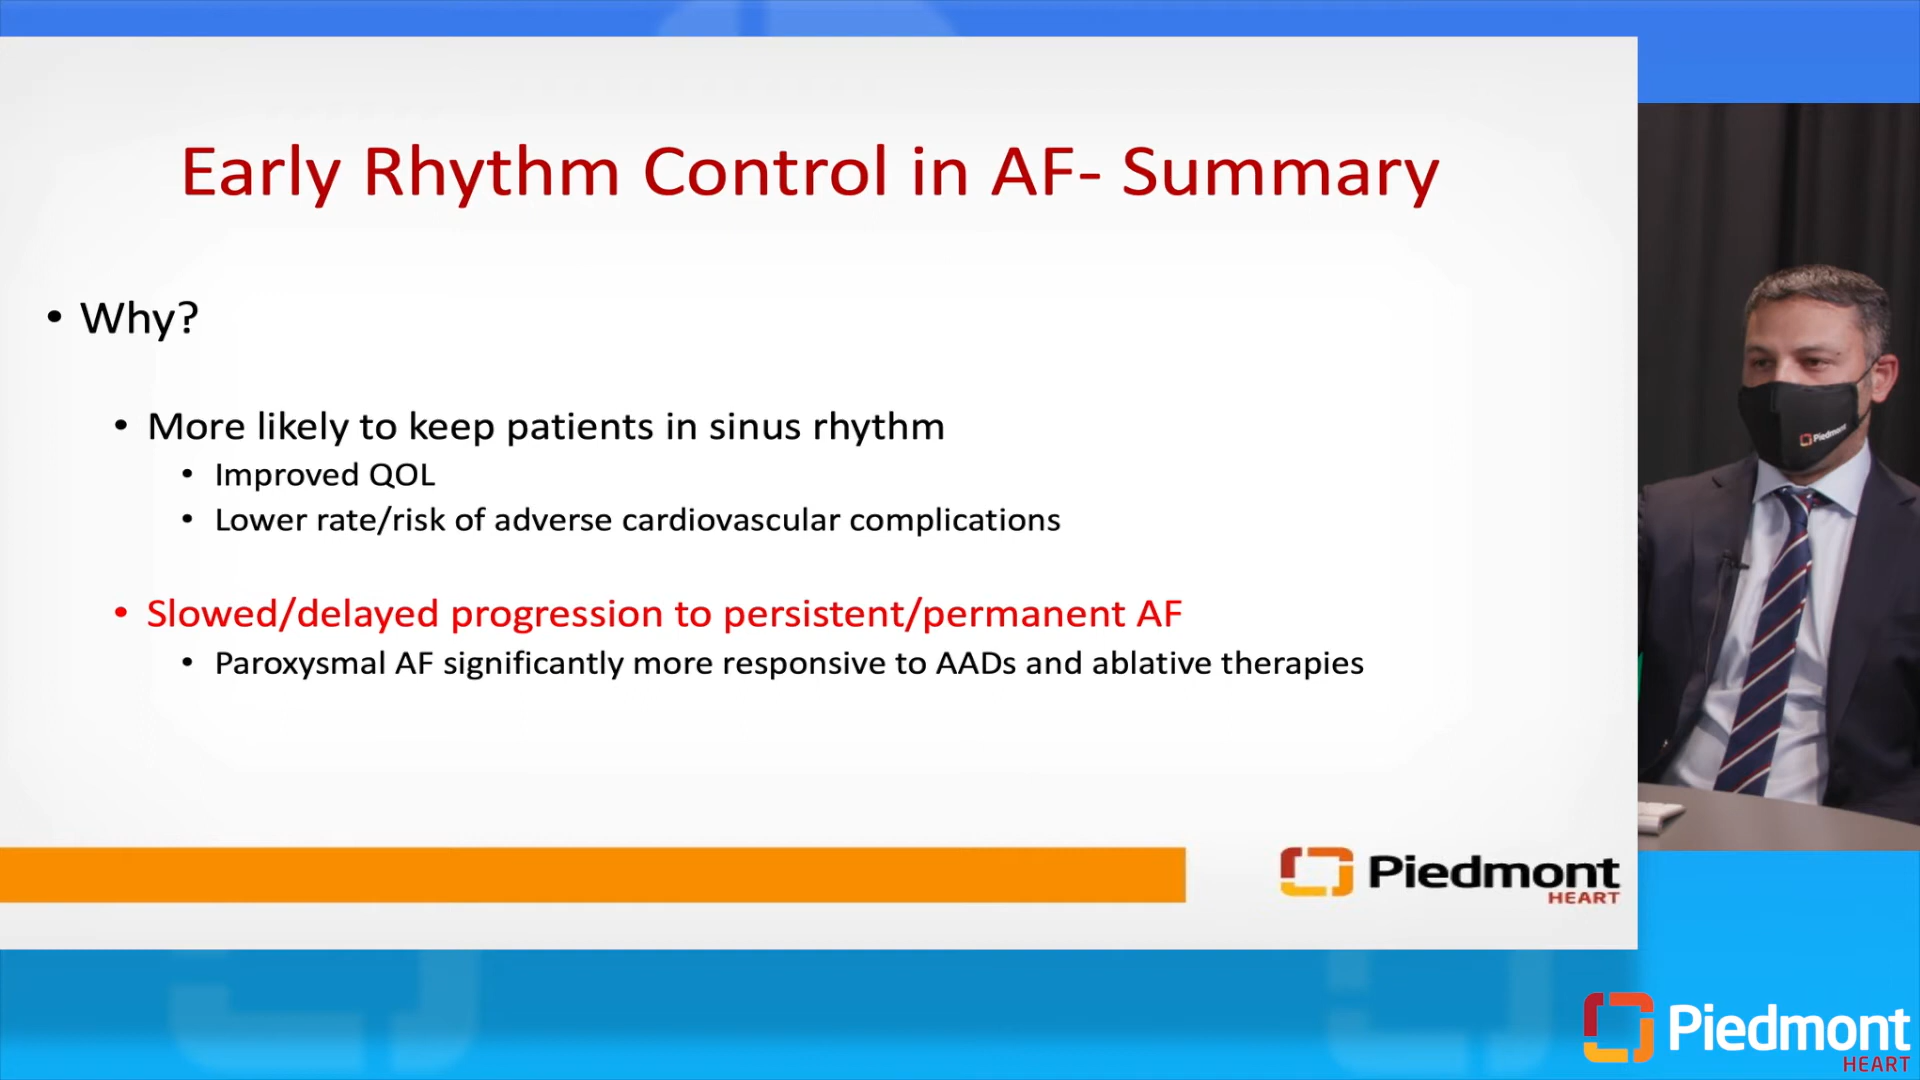 Early Rhythm Control in AF- Summary
• Why?
• More likely to keep patients in sinus rhythm
• Improved QOL
• Lower rate/risk of adverse cardiovascular complications
• Slowed/delayed progression to persistent/permanent AF
• Paroxysmal AF significantly more responsive to AADs and ablative therapies
Piedmont
HEART
Piedmont
Piedmont
HEART